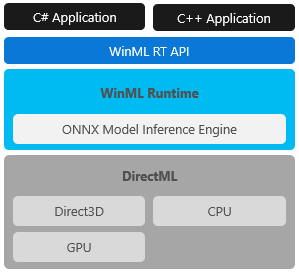 C# Application
C++ Application
WinML RT API
WinML Runtime
ONNX Model Inference Engine
DirectML
Direct3D
CPU
GPU